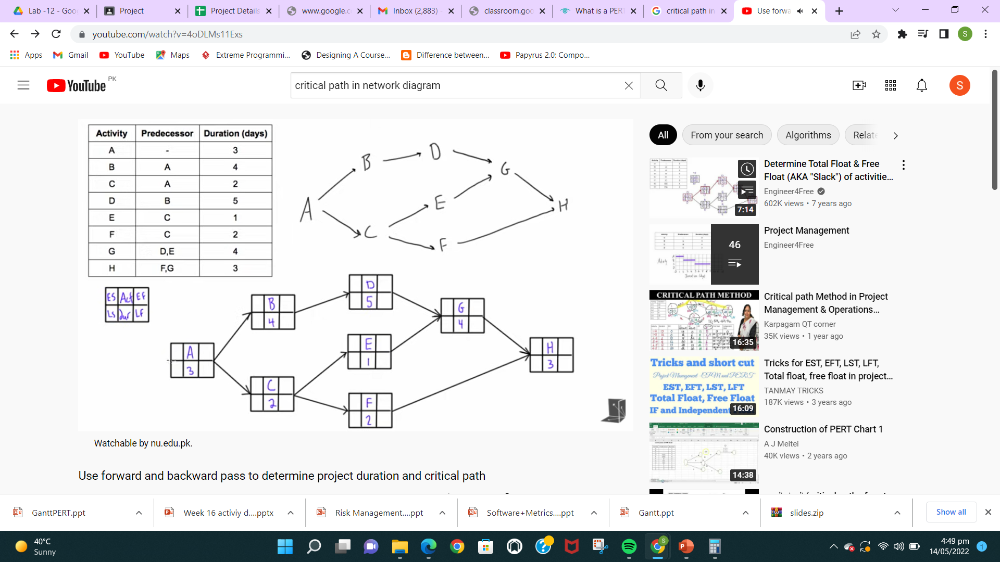 Lab -12 - Goo
Project
Project Details
www.google.c
Inbox (2,883) -
classroom.goo
What is a PERT
critical path in
Use forwa
youtube.com/watch?v=4oDLMs11Exs
S
Apps
Gmail
YouTube
Maps
Extreme Programmi...
Designing A Course...
Difference between...
Papyrus 2.0: Compo...
YouTube PK
critical path in network diagram
S
Activity Predecessor Duration (days)
A - 3
B A 4
C A 2
D B 5
E C 1
F C 2
G D,E 4
H F,G 3
B D G
A E H
C F
ES Act EF
LS dur LF
A
3
B
4
C
2
D
5
E
1
F
2
G
4
H
3
Watchable by nu.edu.pk.
Use forward and backward pass to determine project duration and critical path
All
From your search
Algorithms
Relate
7:14
Determine Total Float & Free
Float (AKA "Slack") of activitie...
Engineer4Free
602K views • 7 years ago
46
Project Management
Engineer4Free
CRITICAL PATH METHOD
16:35
Critical path Method in Project
Management & Operations...
Karpagam QT corner
35K views • 1 year ago
Tricks and short cut
Project Management -CPM and PERT
EST, EFT, LST, LFT
Total Float, Free Float
IF and Independent
16:09
Tricks for EST, EFT, LST, LFT,
Total float, free float in project...
TANMAY TRICKS
187K views • 3 years ago
14:38
Construction of PERT Chart 1
A J Meitei
40K views • 2 years ago
GanttPERT.ppt
Week 16 activiy d....pptx
Risk Management....ppt
Software+Metrics....ppt
Gantt.ppt
slides.zip
Show all
40°C
Sunny
4:49 pm
14/05/2022
1